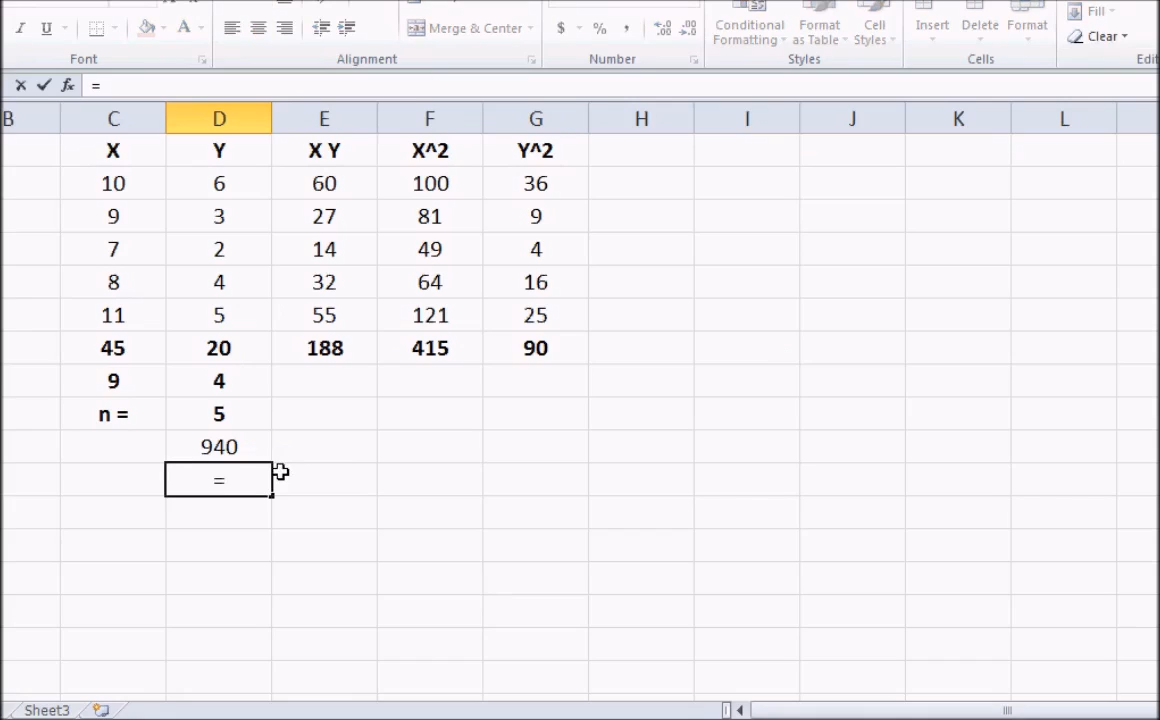 Fill
I U A Merge & Center $ % , .00 .0 Conditional Formatting Format as Table Cell Styles Insert Delete Format Clear
Font Alignment Number Styles Cells Edit
fx =
B C D E F G H I J K L
X Y X Y X^2 Y^2
10 6 60 100 36
9 3 27 81 9
7 2 14 49 4
8 4 32 64 16
11 5 55 121 25
45 20 188 415 90
9 4
n = 5
940
=
Sheet3